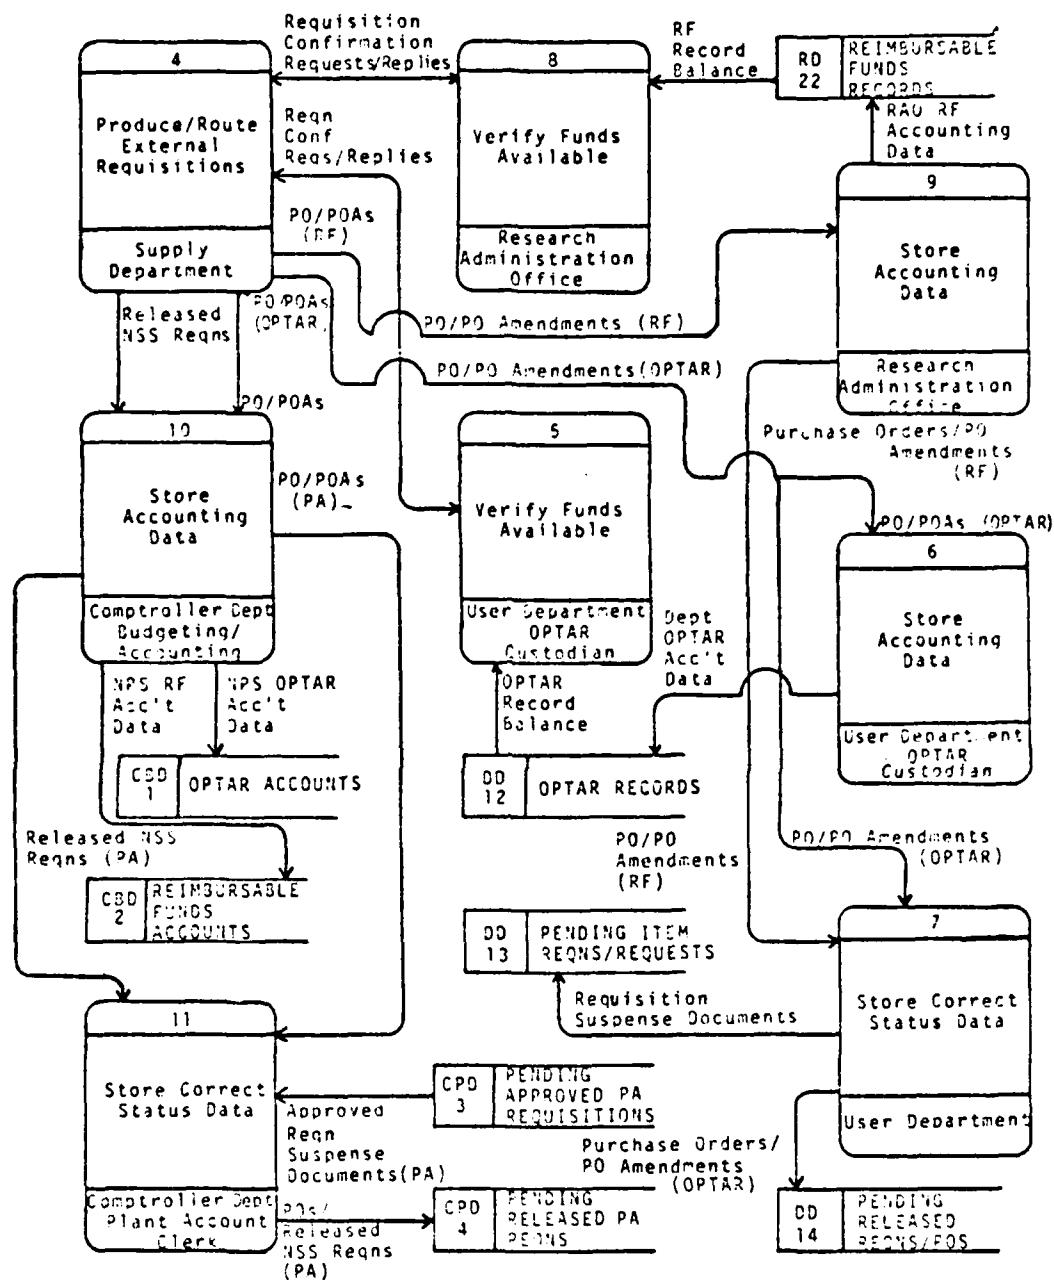 4
Produce/Route
External
Requisitions
Supply
Department
Requisition
Confirmation
Requests/Replies
Reqn
Conf
Reqs/Replies
8
Verify Funds
Available
Research
Administration
Office
RF
Record
Balance
RD
22
REIMBURSABLE
FUNDS
RECORDS
RAO RF
Accounting
Data
9
Store
Accounting
Data
Research
Administration
Office
PO/POAs
(RF)
PO/POAs
(OPTAR)
Released
NSS Reqns
PO/POAs
PO/PO Amendments (RF)
PO/PO Amendments(OPTAR)
Purchase Orders/PO
Amendments
(RF)
PO/POAs (OPTAR)
10
Store
Accounting
Data
Comptroller Dept
Budgeting/
Accounting
PO/POAs
(PA)
5
Verify Funds
Available
User Department
OPTAR
Custodian
6
Store
Accounting
Data
User Department
OPTAR
Custodian
NPS RF
Acc't
Data
NPS OPTAR
Acc't
Data
OPTAR
Record
Balance
Dept
OPTAR
Acc't
Data
CBD
1
OPTAR ACCOUNTS
DD
12
OPTAR RECORDS
Released NSS
Reqns (PA)
CBD
2
REIMBURSABLE
FUNDS
ACCOUNTS
PO/PO
Amendments
(RF)
PO/PO Amendments
(OPTAR)
DD
13
PENDING ITEM
REQNS/REQUESTS
Requisition
Suspense Documents
7
Store Correct
Status Data
User Department
11
Store Correct
Status Data
Comptroller Dept
Plant Account
Clerk
CPD
3
PENDING
APPROVED PA
REQUISITIONS
Approved
Reqn
Suspense
Documents(PA)
Purchase Orders/
PO Amendments
(OPTAR)
POs/
Released
NSS Reqns
(PA)
CPD
4
PENDING
RELEASED PA
REQNS
DD
14
PENDING
RELEASED
REQNS/POS